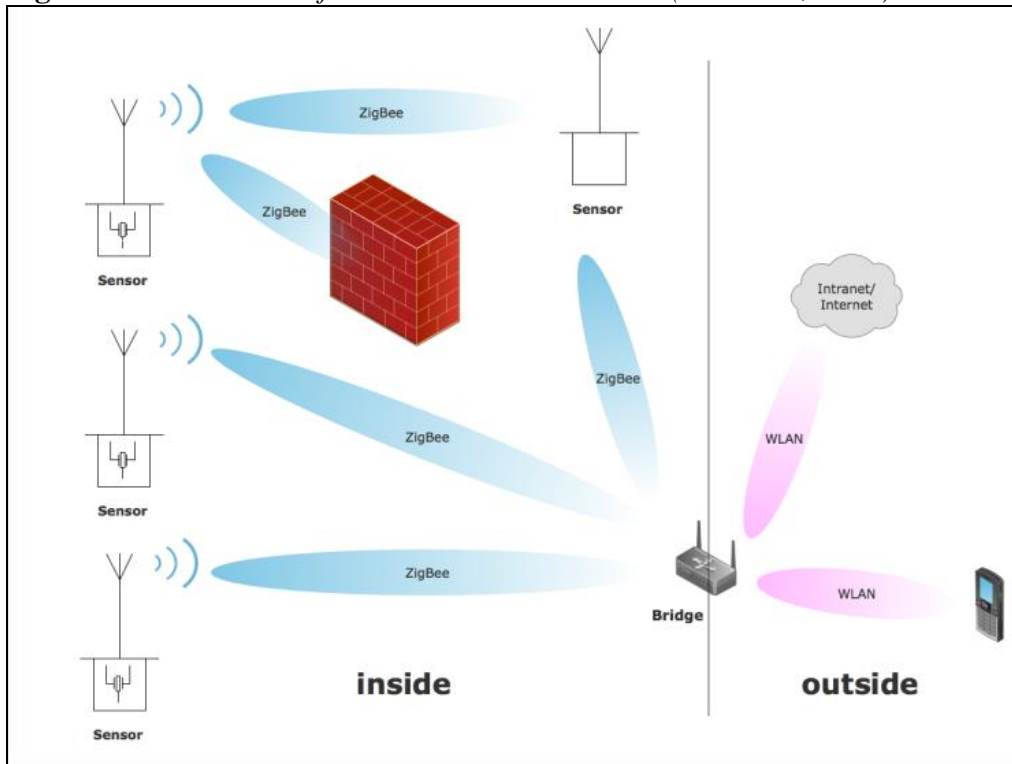 ZigBee
ZigBee
Sensor
Sensor
Intranet/
Internet
ZigBee
WLAN
ZigBee
Sensor
ZigBee
WLAN
Bridge
inside
outside
Sensor